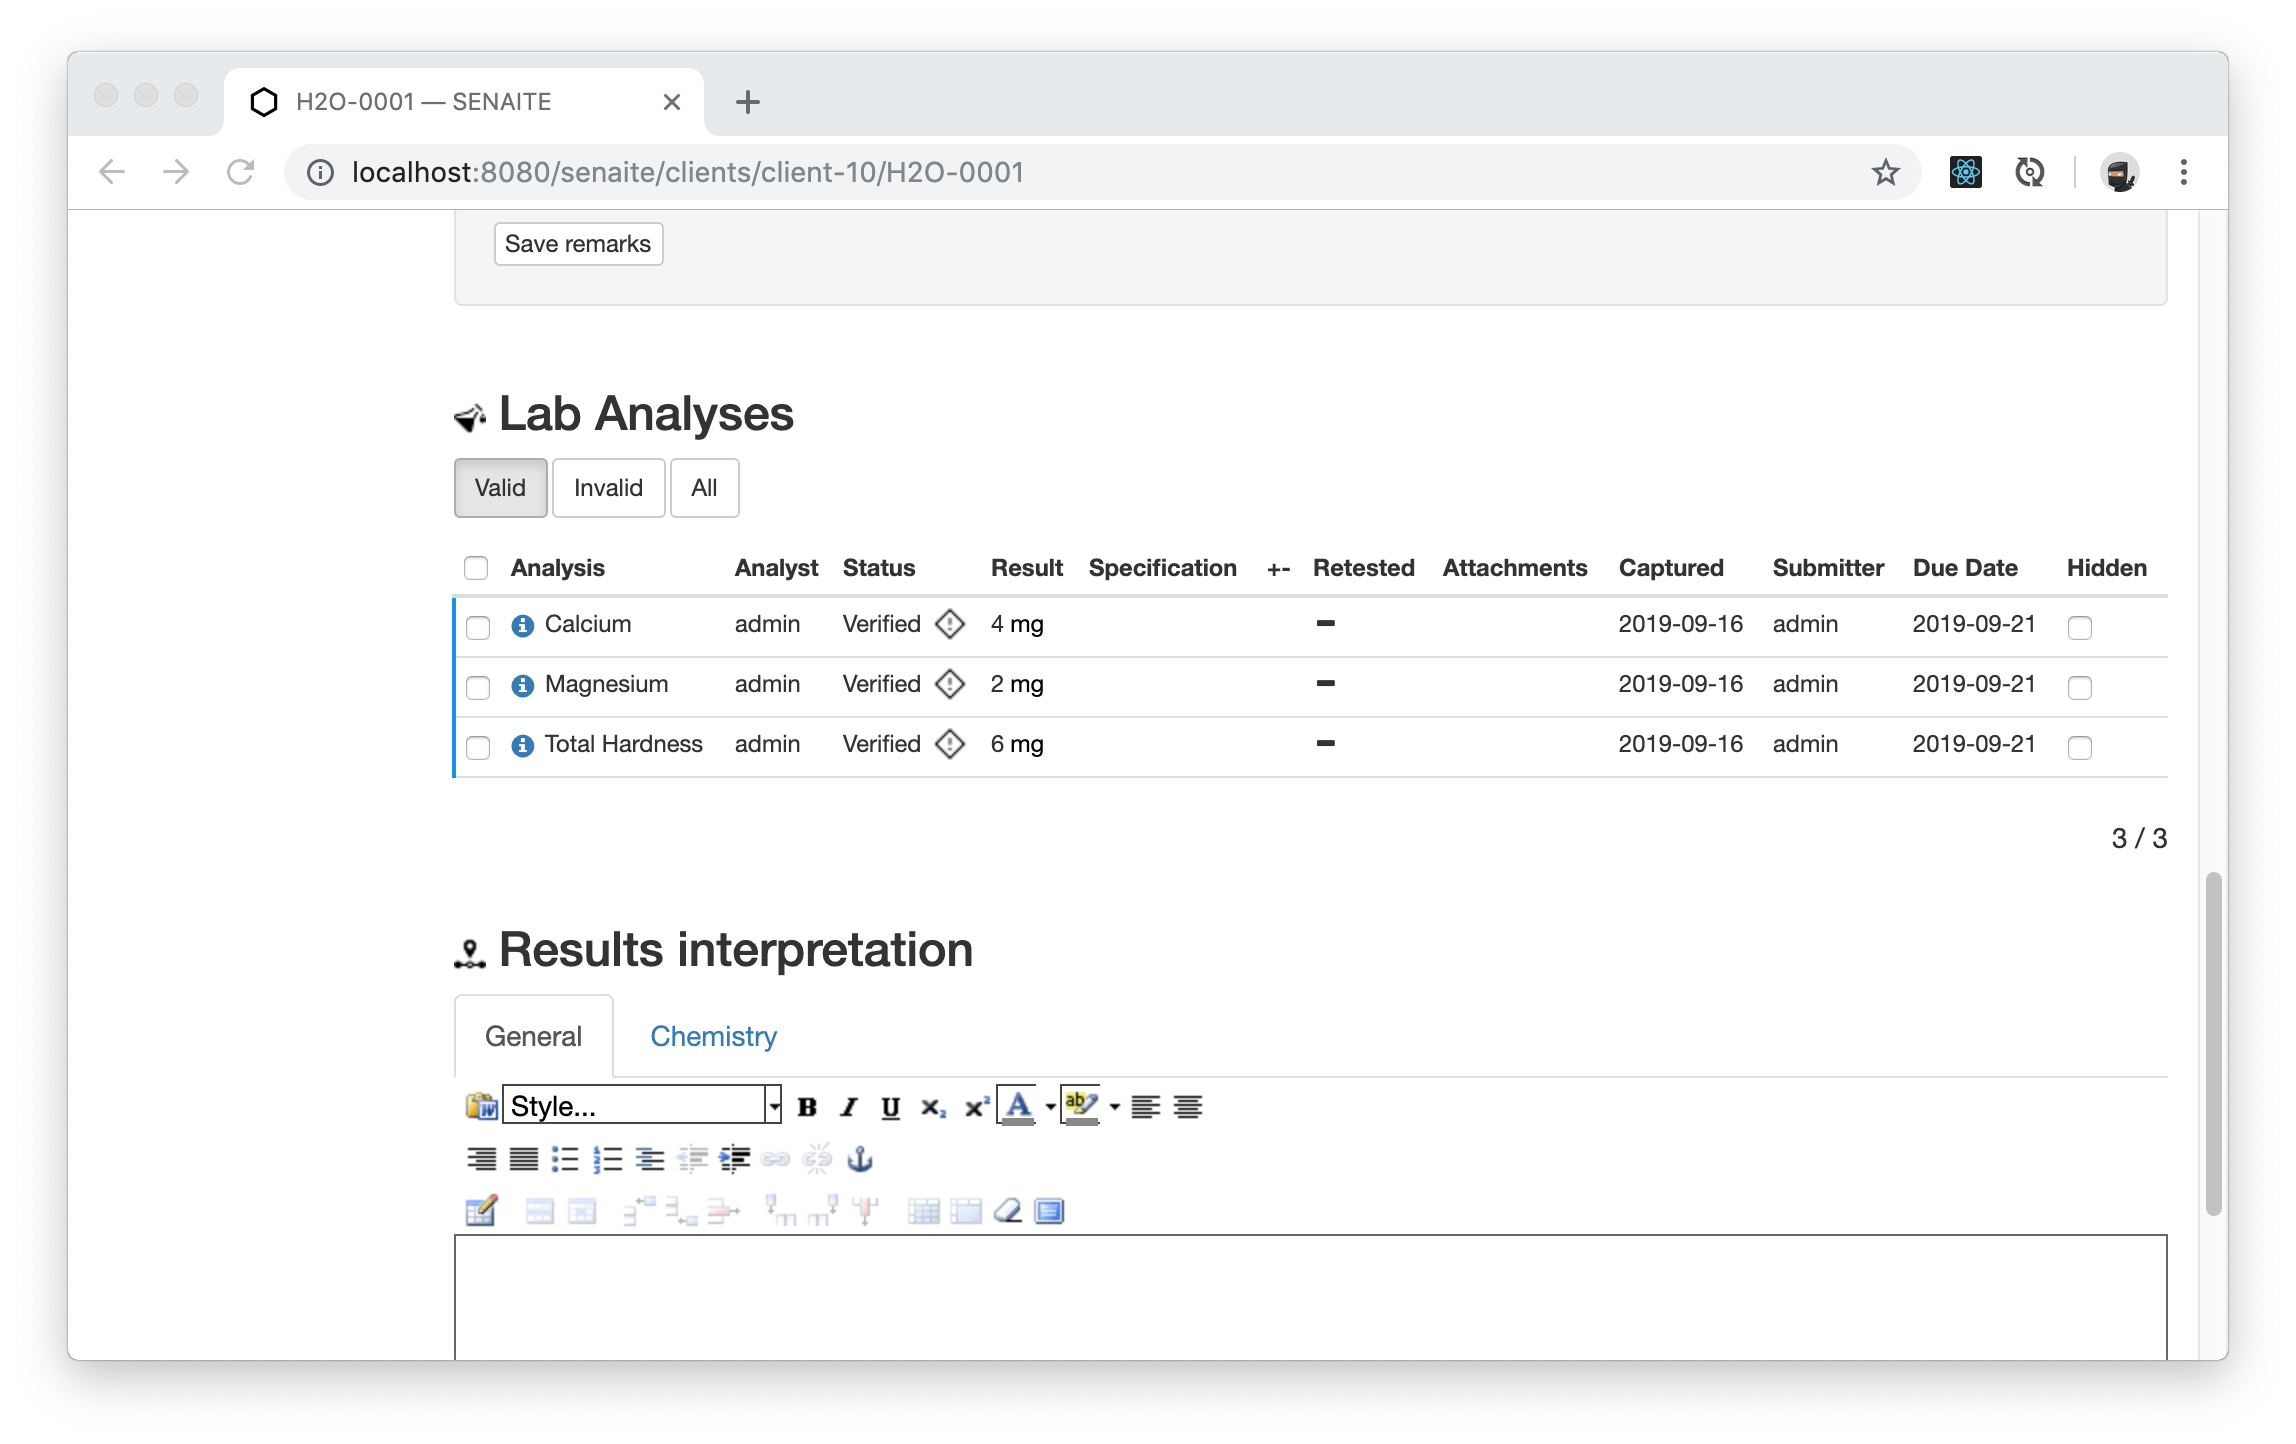 H2O-0001 — SENAITE
localhost:8080/senaite/clients/client-10/H2O-0001
Save remarks
Lab Analyses
Valid Invalid All
Analysis Analyst Status Result Specification +- Retested Attachments Captured Submitter Due Date Hidden
Calcium admin Verified 4 mg 2019-09-16 admin 2019-09-21
Magnesium admin Verified 2 mg 2019-09-16 admin 2019-09-21
Total Hardness admin Verified 6 mg 2019-09-16 admin 2019-09-21
3 / 3
Results interpretation
General Chemistry
Style... B I U x₂ x² A ab